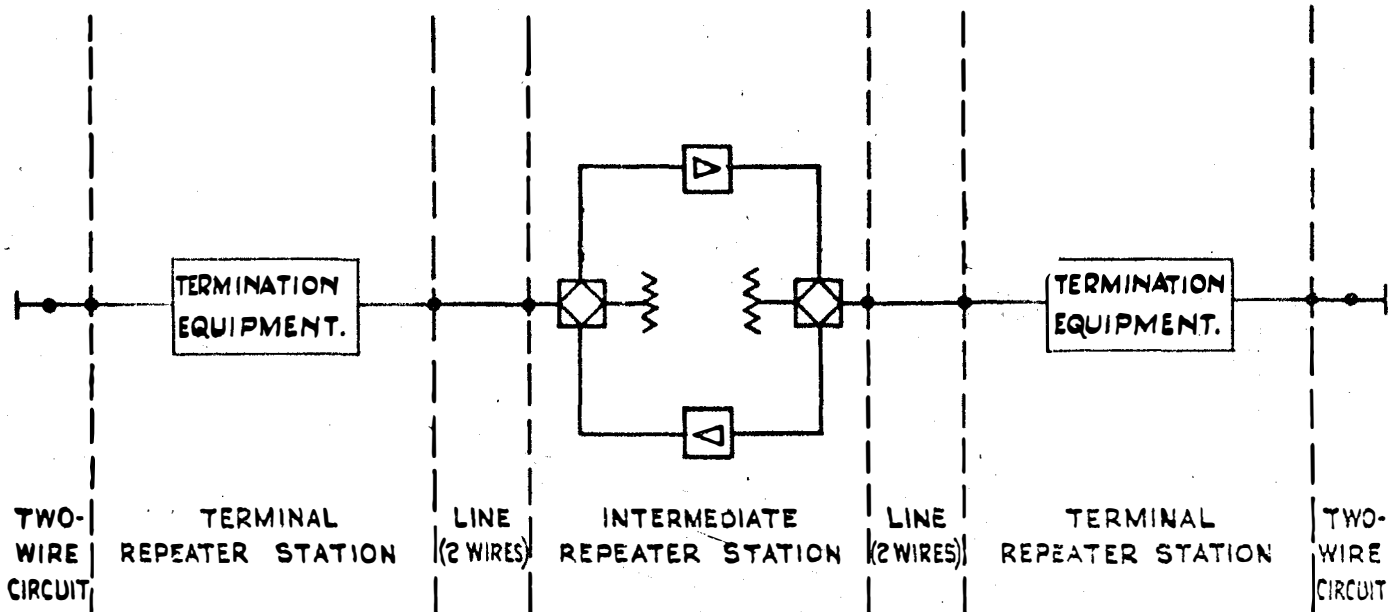 TERMINATION
EQUIPMENT.
TERMINATION
EQUIPMENT.
TWO-
WIRE
CIRCUIT
TERMINAL
REPEATER STATION
LINE
(2 WIRES)
INTERMEDIATE
REPEATER STATION
LINE
(2 WIRES)
TERMINAL
REPEATER STATION
TWO-
WIRE
CIRCUIT